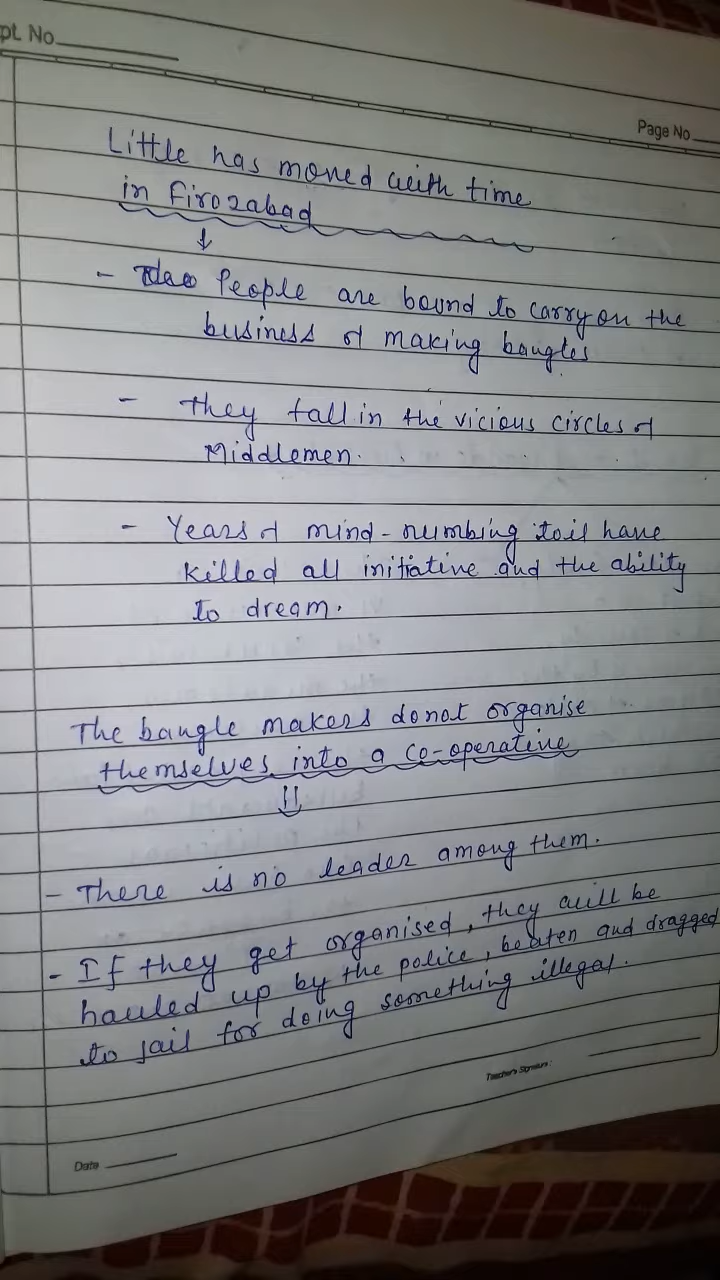 pt. No
Page No
Little has moved with time
in Firozabad
↓
- People are bound to carry on the
business of making bangles
- they fall in the vicious circles of
Middlemen.
- Years of mind-numbing toil have
killed all initiative and the ability
to dream.
The bangle makers donot organise
themselves into a co-operative
⇓
- There is no leader among them.
- If they get organised, they will be
hauled up by the police, beaten and dragged
to jail for doing something illegal.
Teacher's Signature :
Date